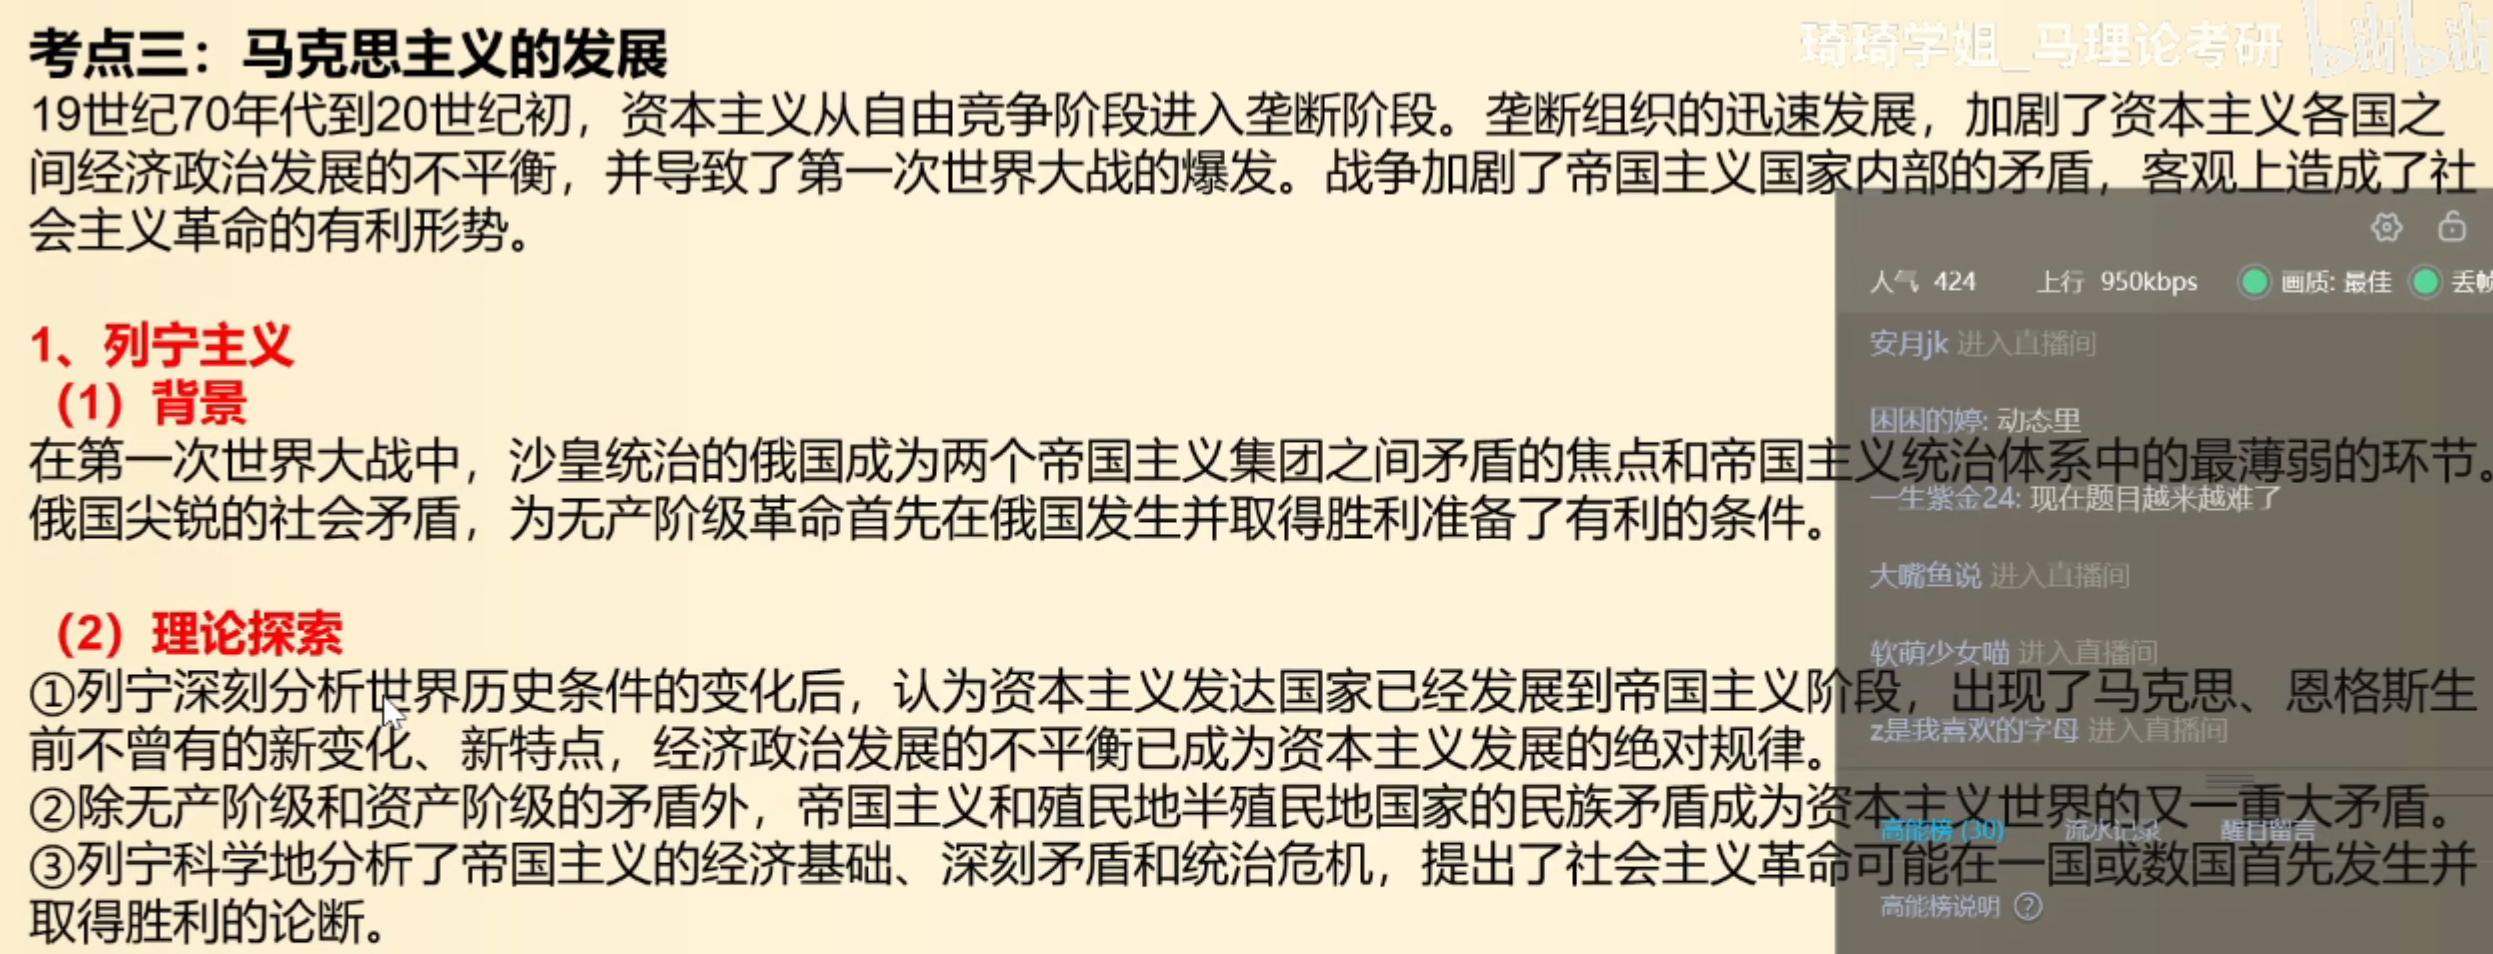 考点三：马克思主义的发展
琦琦学姐_马理论考研 bilibili
19世纪70年代到20世纪初，资本主义从自由竞争阶段进入垄断阶段。垄断组织的迅速发展，加剧了资本主义各国之
间经济政治发展的不平衡，并导致了第一次世界大战的爆发。战争加剧了帝国主义国家内部的矛盾，客观上造成了社
会主义革命的有利形势。
1、列宁主义
（1）背景
在第一次世界大战中，沙皇统治的俄国成为两个帝国主义集团之间矛盾的焦点和帝国主义统治体系中的最薄弱的环节。
俄国尖锐的社会矛盾，为无产阶级革命首先在俄国发生并取得胜利准备了有利的条件。
（2）理论探索
①列宁深刻分析世界历史条件的变化后，认为资本主义发达国家已经发展到帝国主义阶段，出现了马克思、恩格斯生
前不曾有的新变化、新特点，经济政治发展的不平衡已成为资本主义发展的绝对规律。
②除无产阶级和资产阶级的矛盾外，帝国主义和殖民地半殖民地国家的民族矛盾成为资本主义世界的又一重大矛盾。
③列宁科学地分析了帝国主义的经济基础、深刻矛盾和统治危机，提出了社会主义革命可能在一国或数国首先发生并
取得胜利的论断。
人气 424 上行 950kbps 画质: 最佳 丢帧
安月jk 进入直播间
困困的婷: 动态里
一生紫金24: 现在题目越来越难了
大嘴鱼说 进入直播间
软萌少女喵 进入直播间
z是我喜欢的字母 进入直播间
高能榜 (30) 流水记录 醒目留言
高能榜说明 ?